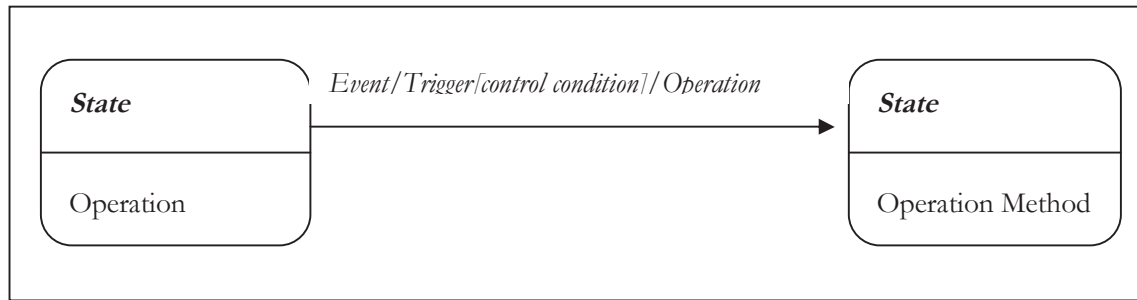 Event/Trigger[control condition]/Operation
State
State
Operation
Operation Method